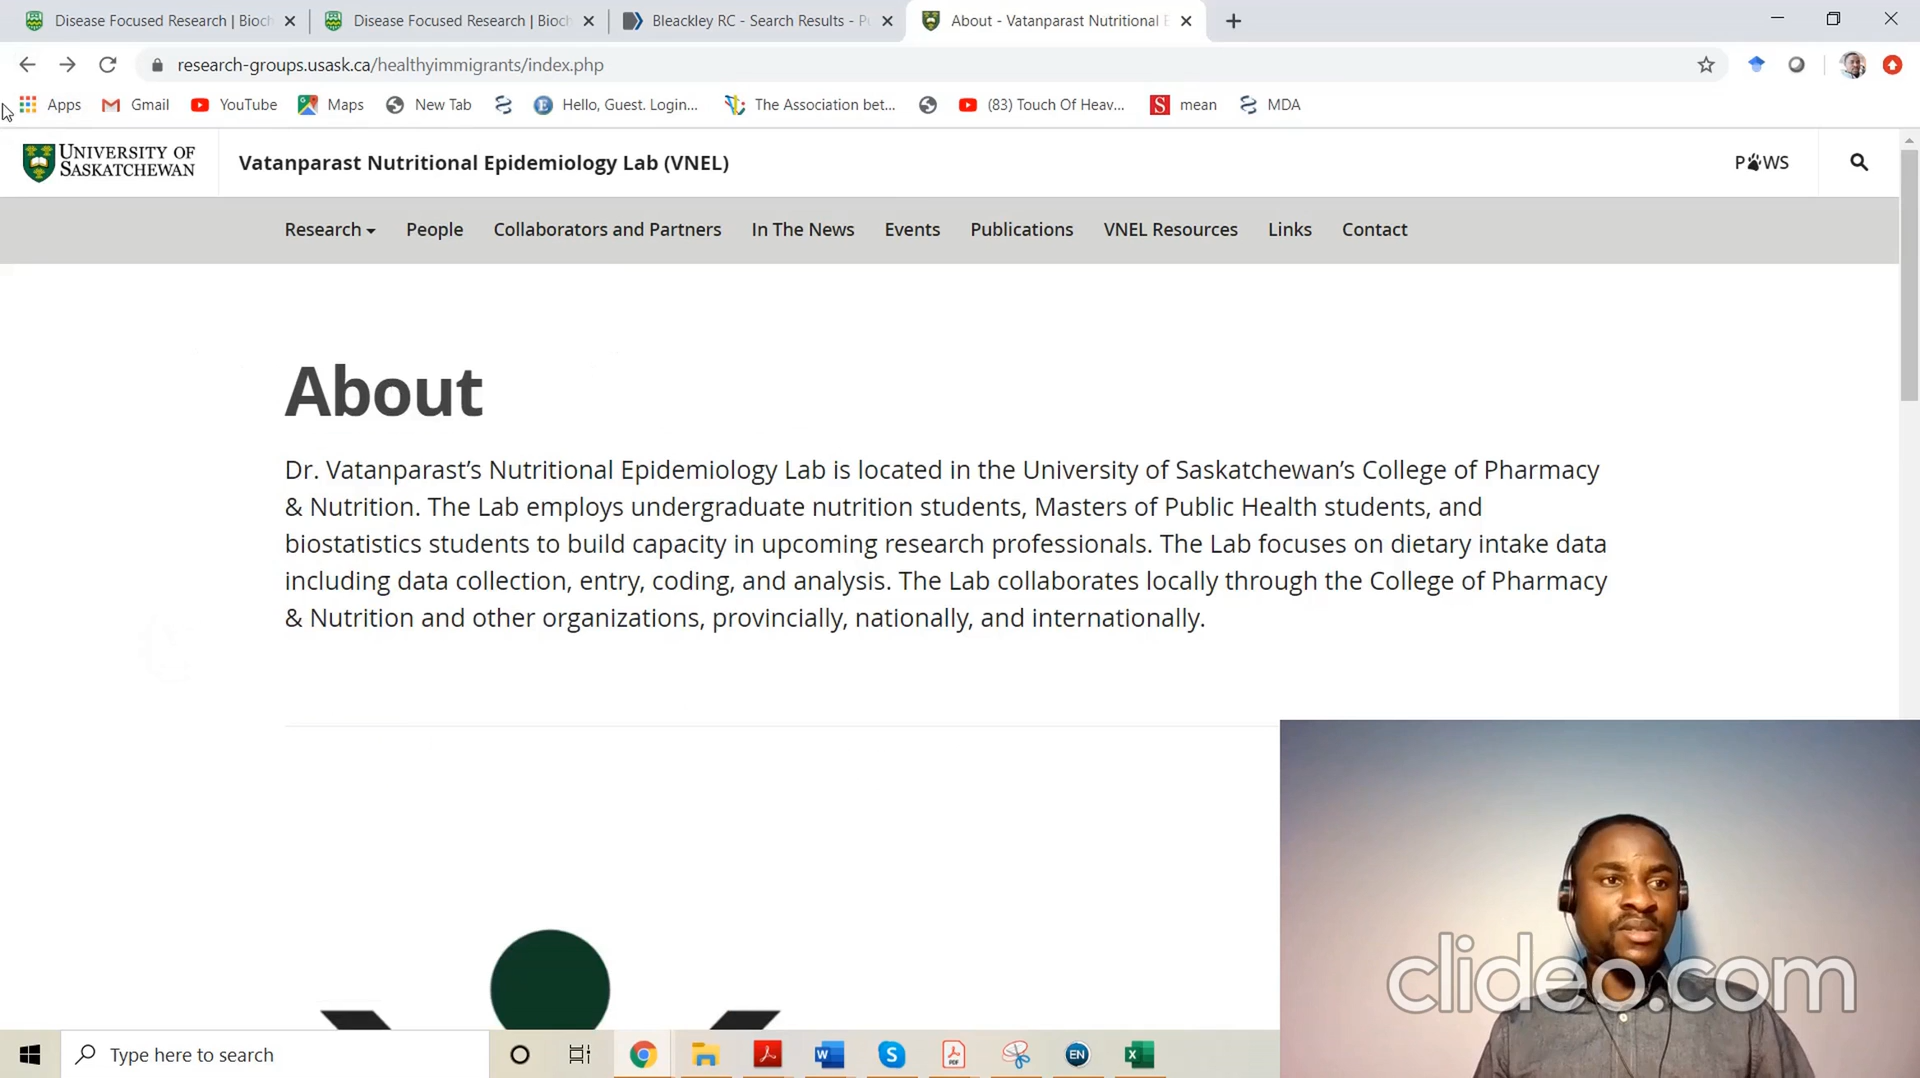 Disease Focused Research | Bioch
Disease Focused Research | Bioch
Bleackley RC - Search Results - Pu
About - Vatanparast Nutritional E
research-groups.usask.ca/healthyimmigrants/index.php
Apps
Gmail
YouTube
Maps
New Tab
Hello, Guest. Login...
The Association bet...
(83) Touch Of Heav...
mean
MDA
UNIVERSITY OF
SASKATCHEWAN
Vatanparast Nutritional Epidemiology Lab (VNEL)
PAWS
Research
People
Collaborators and Partners
In The News
Events
Publications
VNEL Resources
Links
Contact
About
Dr. Vatanparast’s Nutritional Epidemiology Lab is located in the University of Saskatchewan’s College of Pharmacy
& Nutrition. The Lab employs undergraduate nutrition students, Masters of Public Health students, and
biostatistics students to build capacity in upcoming research professionals. The Lab focuses on dietary intake data
including data collection, entry, coding, and analysis. The Lab collaborates locally through the College of Pharmacy
& Nutrition and other organizations, provincially, nationally, and internationally.
clideo.com
Type here to search
EN